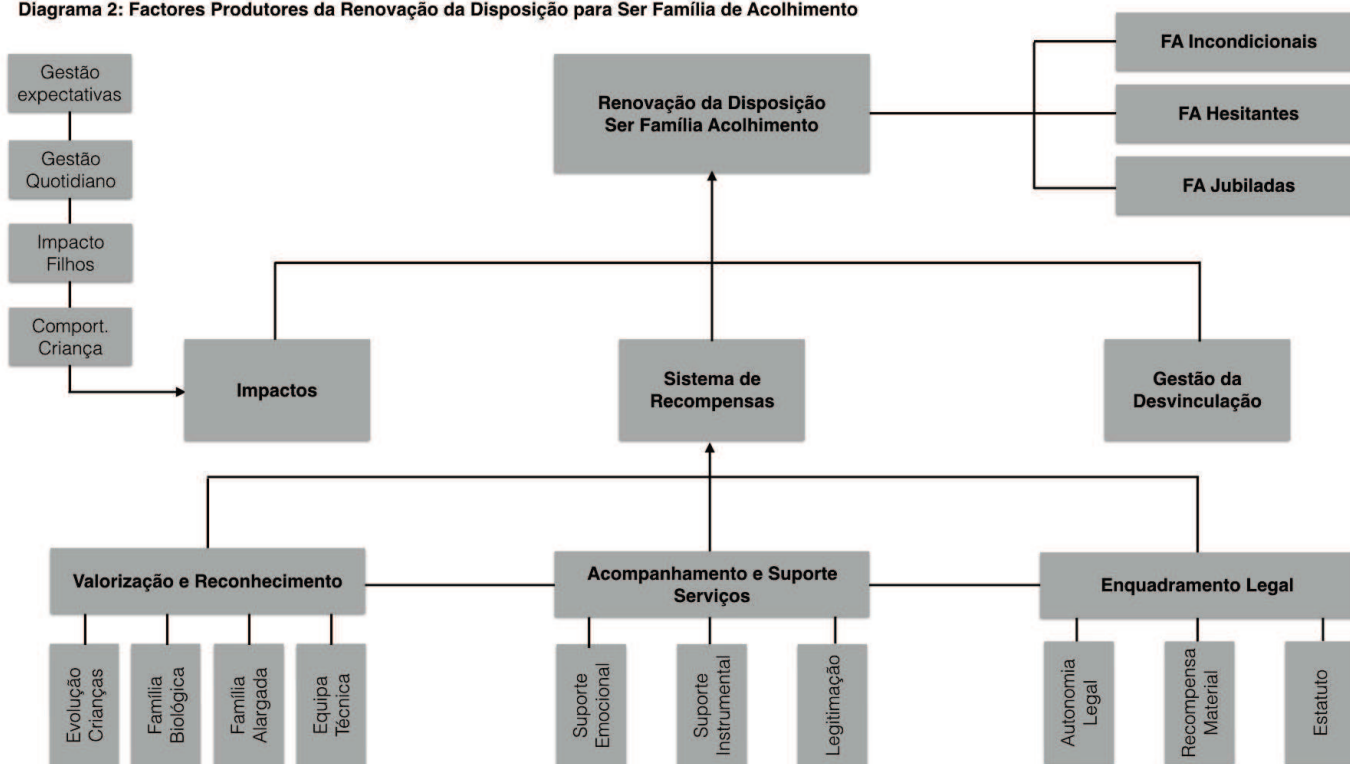 Diagrama 2: Factores Produtores da Renovação da Disposição para Ser Família de Acolhimento
Gestão
expectativas
Gestão
Quotidiano
Impacto
Filhos
Comport.
Criança
Renovação da Disposição
Ser Família Acolhimento
FA Incondicionais
FA Hesitantes
FA Jubiladas
Impactos
Sistema de
Recompensas
Gestão da
Desvinculação
Valorização e Reconhecimento
Acompanhamento e Suporte
Serviços
Enquadramento Legal
Evolução
Crianças
Família
Biológica
Família
Alargada
Equipa
Técnica
Suporte
Emocional
Suporte
Instrumental
Legitimação
Autonomia
Legal
Recompensa
Material
Estatuto